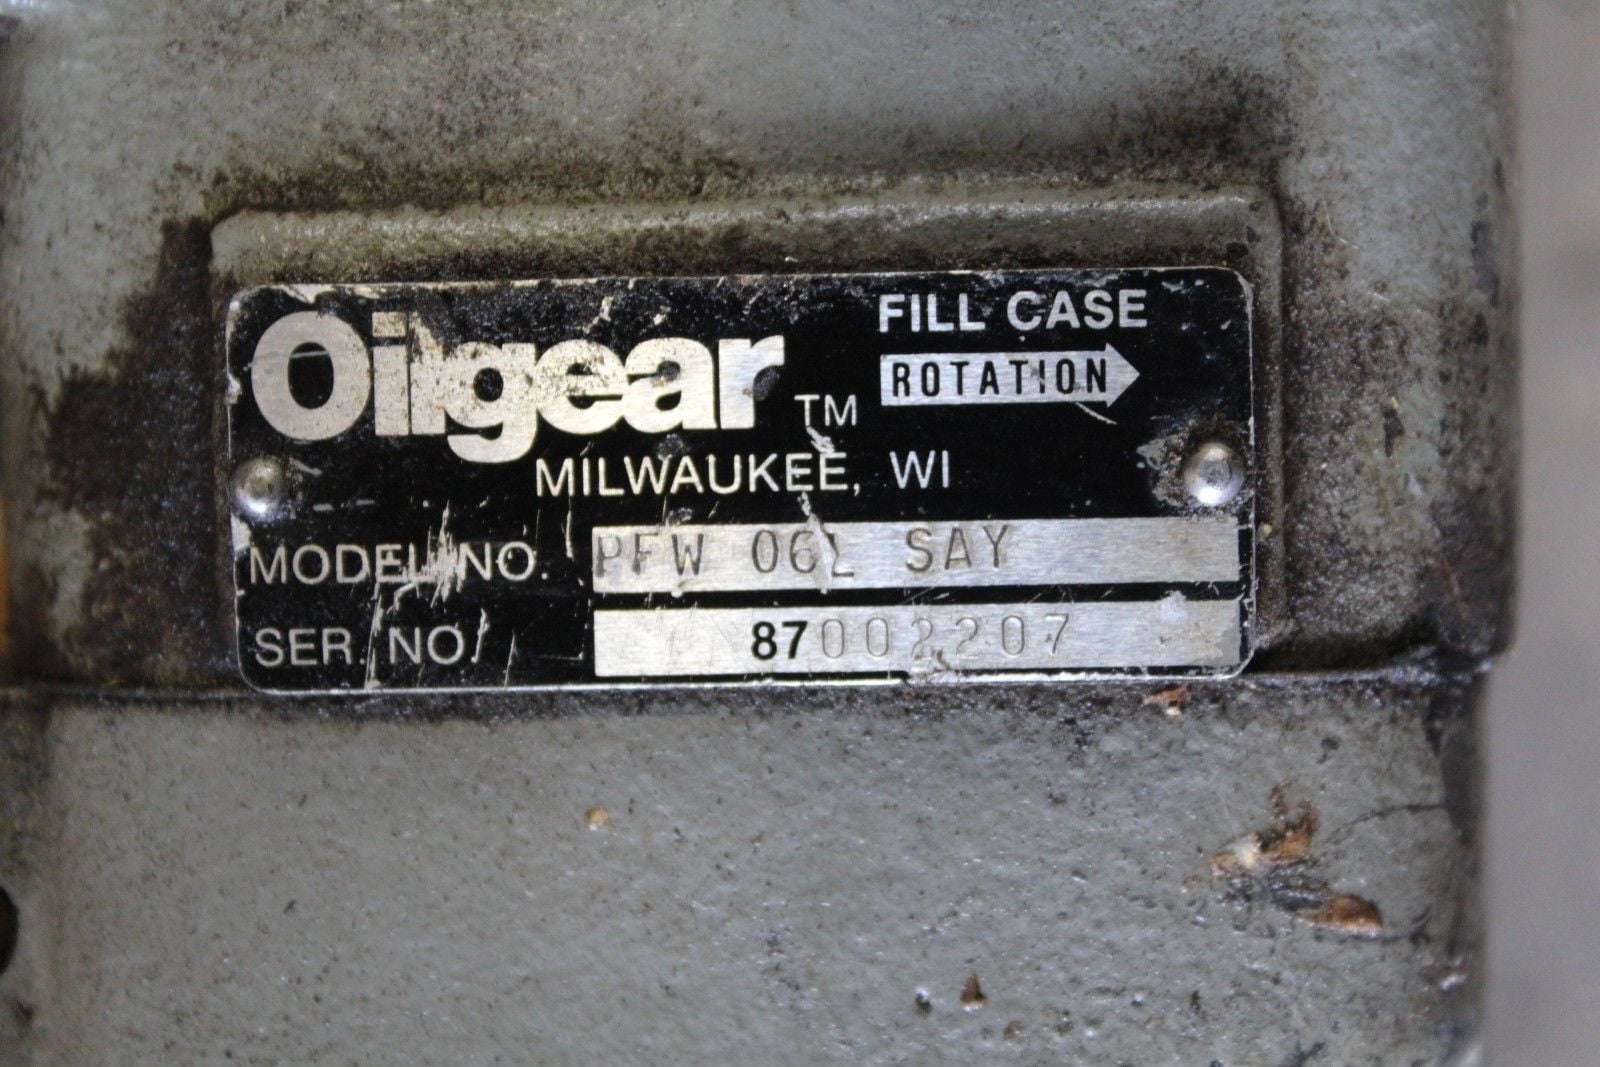 Oilgear TM
FILL CASE
ROTATION
MILWAUKEE, WI
MODEL NO. PFW 06L SAY
SER. NO. 87002207